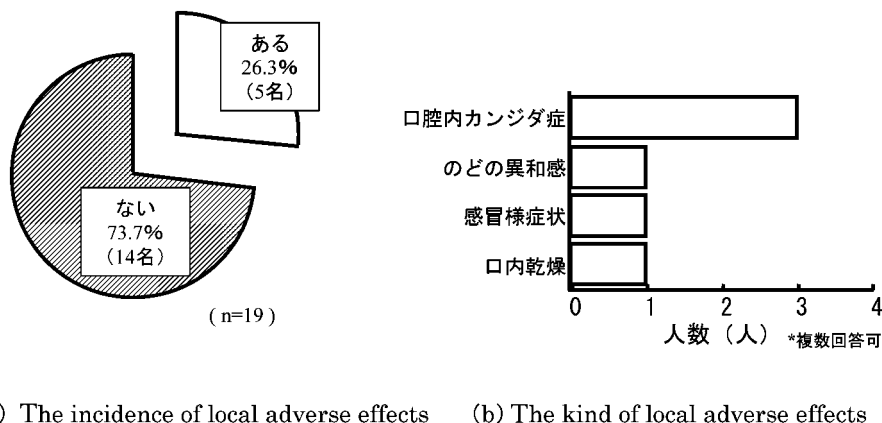 ある
26.3%
(5名)
ない
73.7%
(14名)
( n=19 )
口腔内カンジダ症
のどの異和感
感冒様症状
口内乾燥
0 1 2 3 4
人数（人） *複数回答可
) The incidence of local adverse effects
(b) The kind of local adverse effects